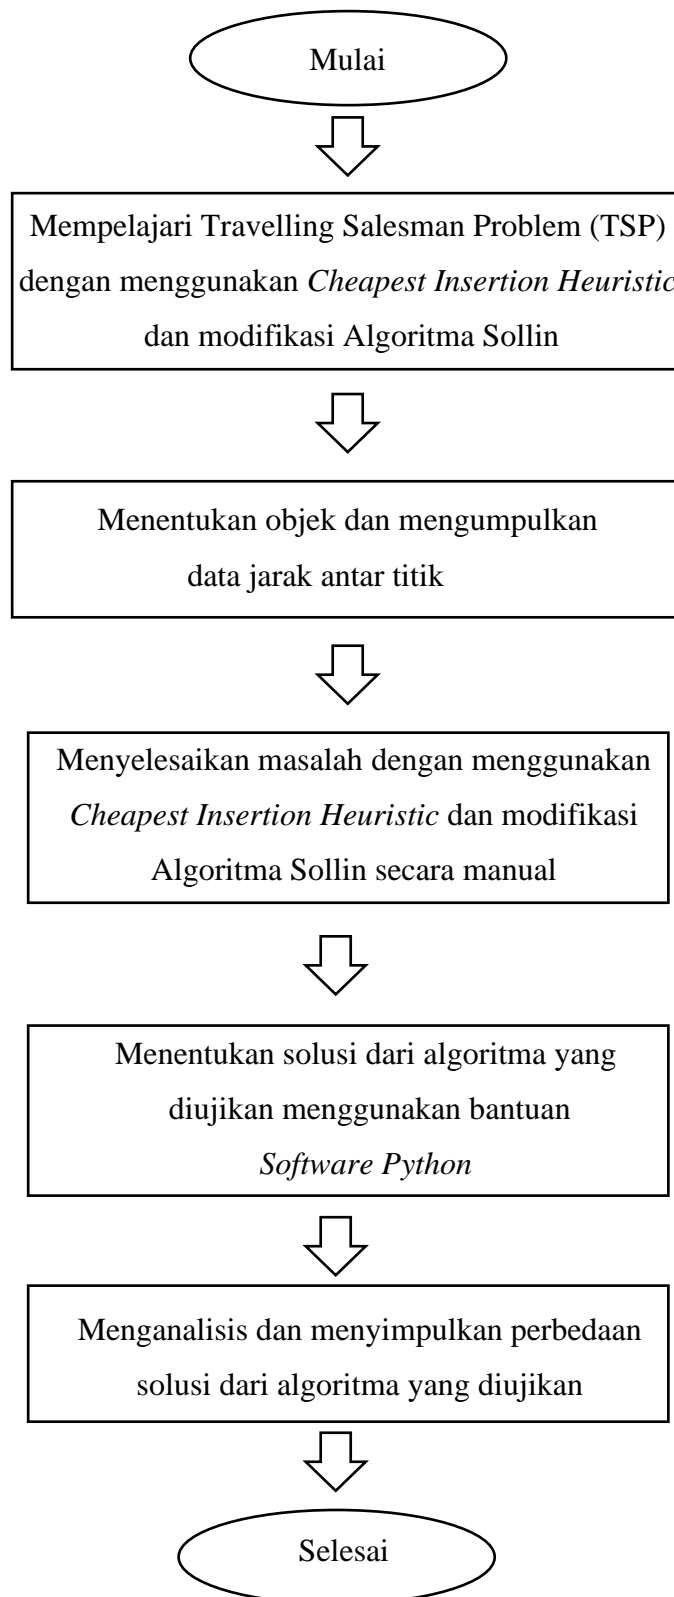 Mulai
Mempelajari Travelling Salesman Problem (TSP)
dengan menggunakan Cheapest Insertion Heuristic
dan modifikasi Algoritma Sollin
Menentukan objek dan mengumpulkan
data jarak antar titik
Menyelesaikan masalah dengan menggunakan
Cheapest Insertion Heuristic dan modifikasi
Algoritma Sollin secara manual
Menentukan solusi dari algoritma yang
diujikan menggunakan bantuan
Software Python
Menganalisis dan menyimpulkan perbedaan
solusi dari algoritma yang diujikan
Selesai